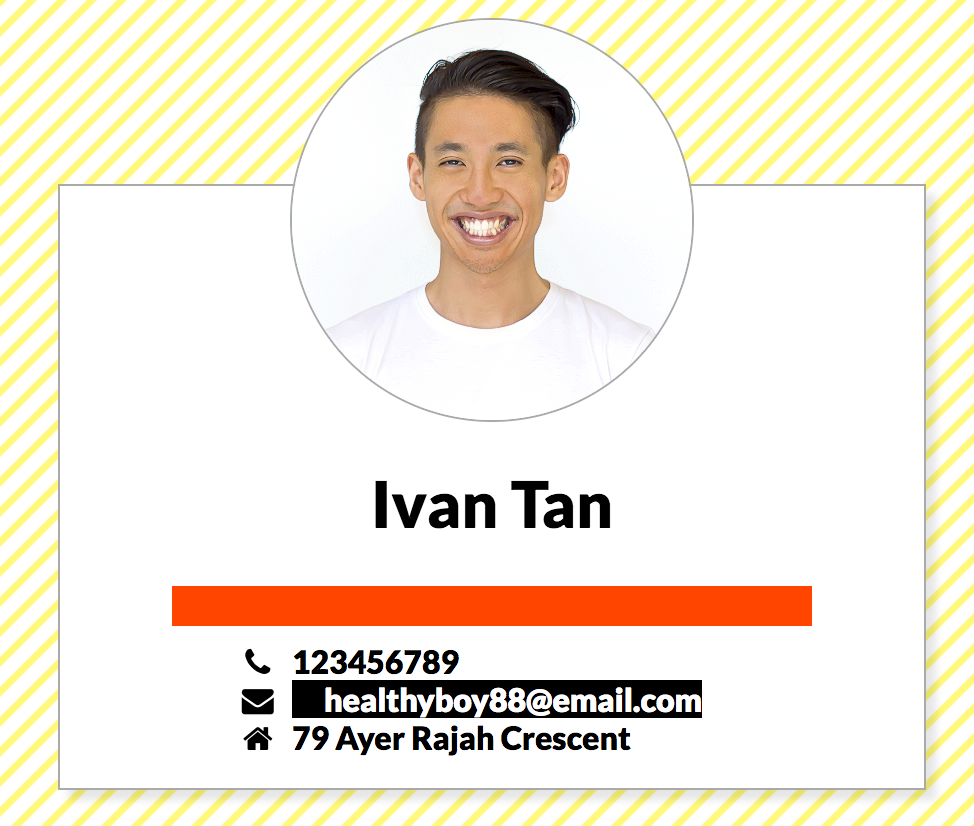 Ivan Tan
123456789
healthyboy88@email.com
79 Ayer Rajah Crescent